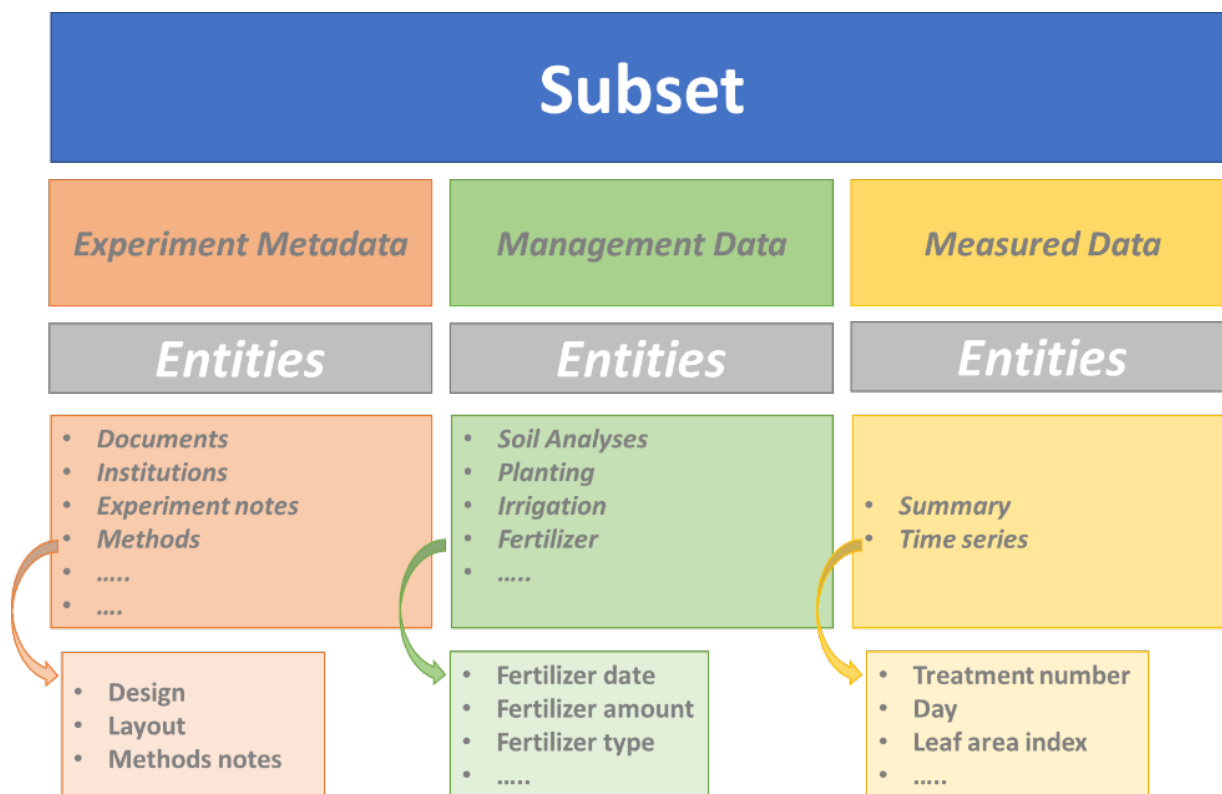 Subset
Experiment Metadata
Management Data
Measured Data
Entities
Entities
Entities
• Documents
• Institutions
• Experiment notes
• Methods
• …..
• ….
• Soil Analyses
• Planting
• Irrigation
• Fertilizer
• …..
• Summary
• Time series
• Design
• Layout
• Methods notes
• Fertilizer date
• Fertilizer amount
• Fertilizer type
• …..
• Treatment number
• Day
• Leaf area index
• …..